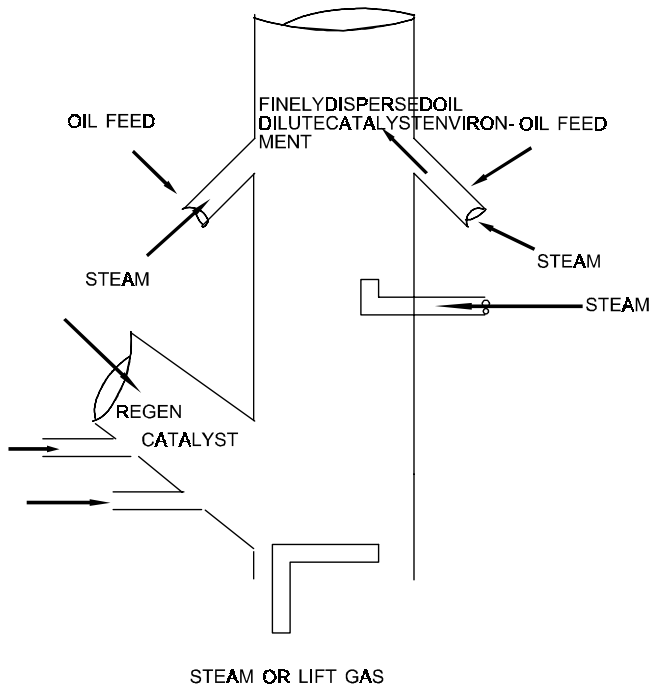 FINELYDISPERSEDOIL
OIL FEED
DILUTECATALYSTENVIRON- OIL FEED
MENT
STEAM
STEAM
STEAM
REGEN
CATALYST
STEAM OR LIFT GAS